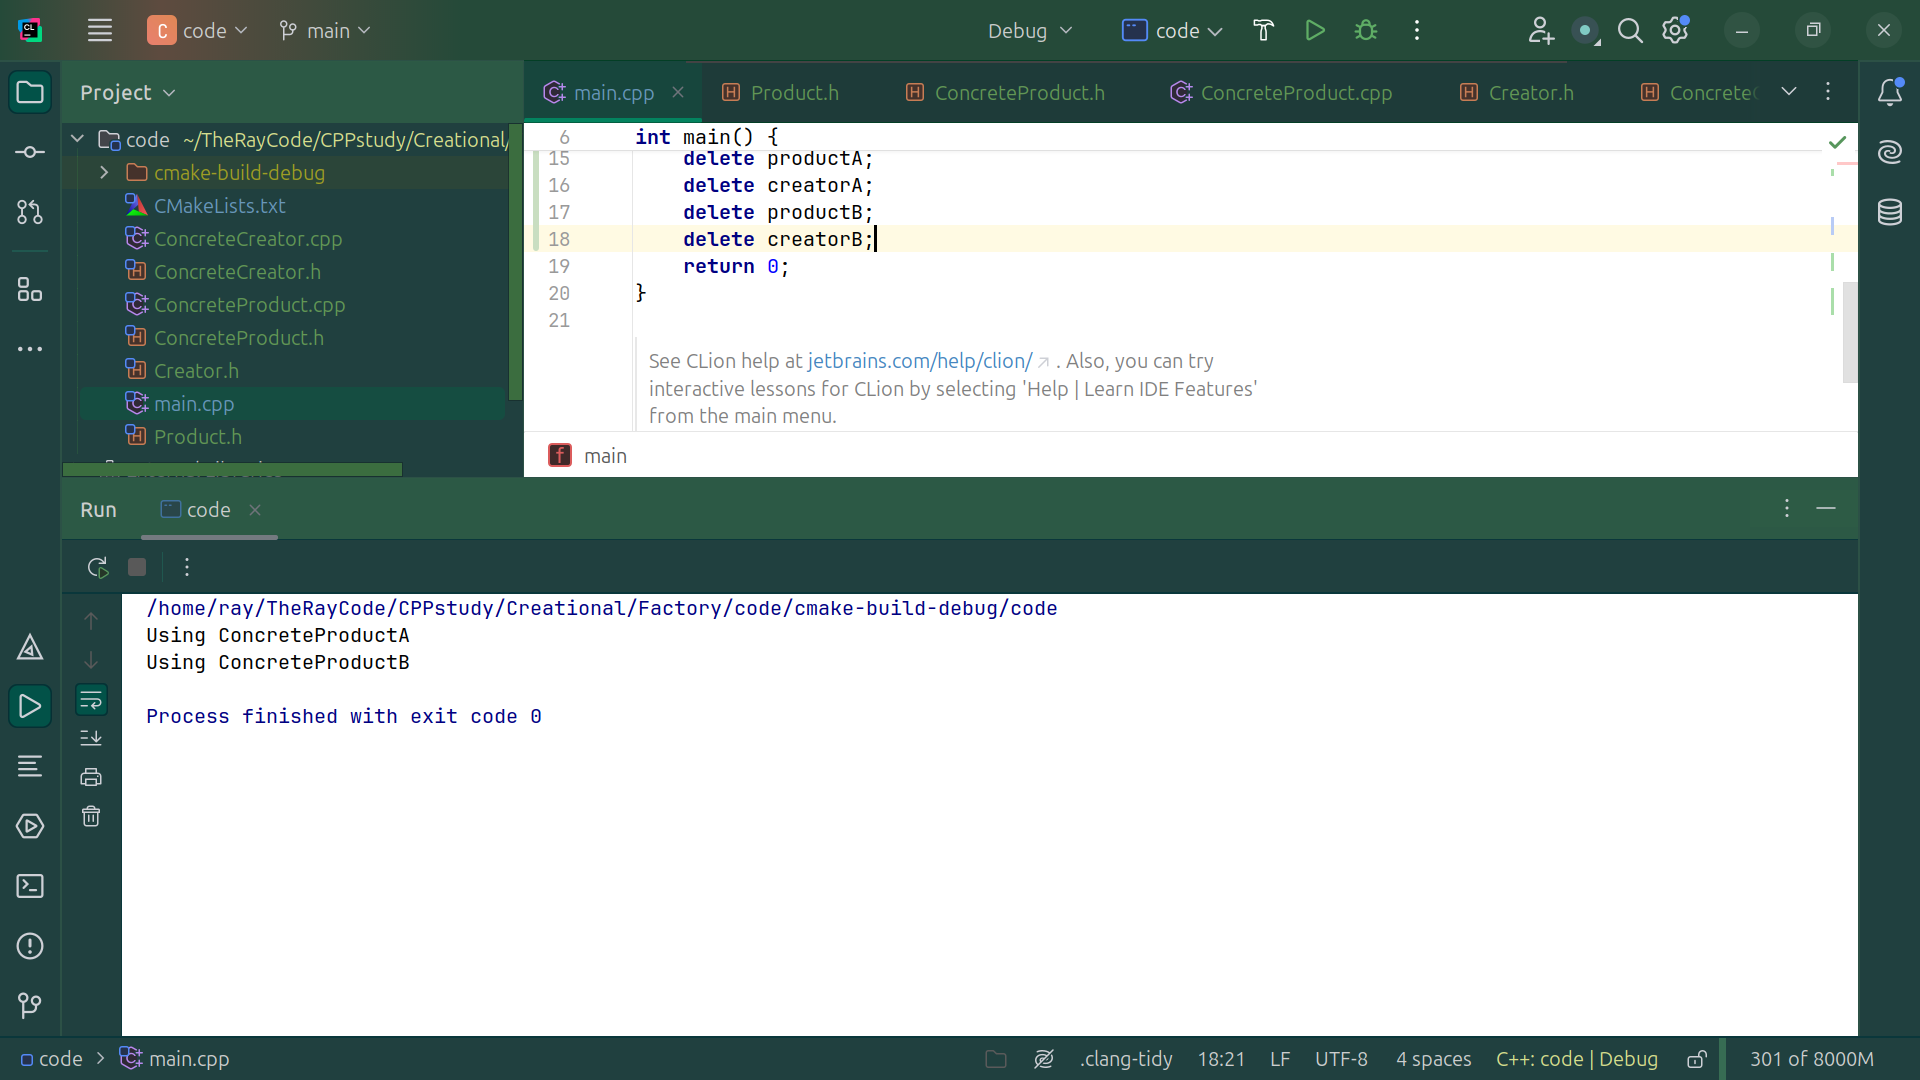 code
main
Debug
code
Project
main.cpp
Product.h
ConcreteProduct.h
ConcreteProduct.cpp
Creator.h
ConcreteC
code ~/TheRayCode/CPPstudy/Creational/
cmake-build-debug
CMakeLists.txt
ConcreteCreator.cpp
ConcreteCreator.h
ConcreteProduct.cpp
ConcreteProduct.h
Creator.h
main.cpp
Product.h
6 int main() {
15 delete productA;
16 delete creatorA;
17 delete productB;
18 delete creatorB;
19 return 0;
20 }
21
See CLion help at jetbrains.com/help/clion/ . Also, you can try
interactive lessons for CLion by selecting 'Help | Learn IDE Features'
from the main menu.
main
Run
code
/home/ray/TheRayCode/CPPstudy/Creational/Factory/code/cmake-build-debug/code
Using ConcreteProductA
Using ConcreteProductB
Process finished with exit code 0
code > main.cpp
.clang-tidy 18:21 LF UTF-8 4 spaces C++: code | Debug 301 of 8000M